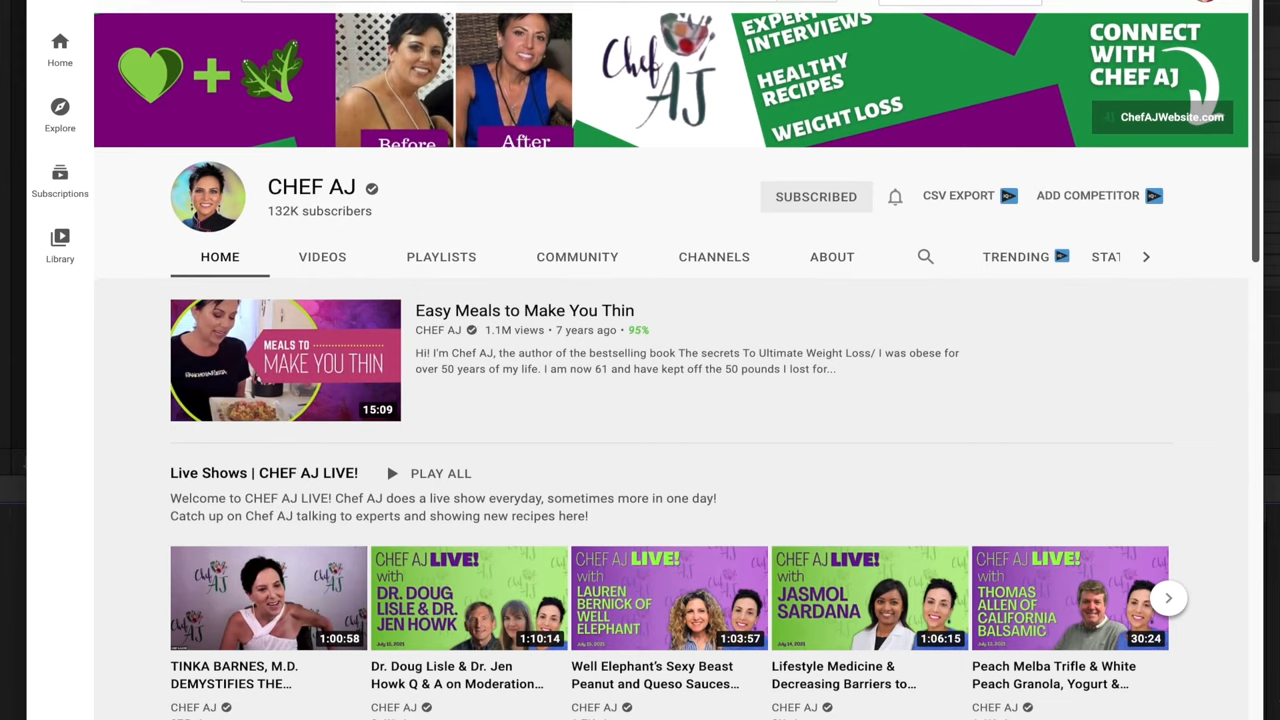 Home
Explore
Subscriptions
Library
Before
After
Chef
AJ
EXPERT
INTERVIEWS
HEALTHY
RECIPES
WEIGHT LOSS
CONNECT
WITH
CHEF AJ
ChefAJWebsite.com
CHEF AJ
132K subscribers
SUBSCRIBED
CSV EXPORT
ADD COMPETITOR
HOME VIDEOS PLAYLISTS COMMUNITY CHANNELS ABOUT TRENDING STAT
MEALS TO
MAKE YOU THIN
15:09
Easy Meals to Make You Thin
CHEF AJ 1.1M views • 7 years ago • 95%
Hi! I'm Chef AJ, the author of the bestselling book The secrets To Ultimate Weight Loss/ I was obese for
over 50 years of my life. I am now 61 and have kept off the 50 pounds I lost for...
Live Shows | CHEF AJ LIVE! PLAY ALL
Welcome to CHEF AJ LIVE! Chef AJ does a live show everyday, sometimes more in one day!
Catch up on Chef AJ talking to experts and showing new recipes here!
Chef
AJ
1:00:58
TINKA BARNES, M.D.
DEMYSTIFIES THE...
CHEF AJ
CHEF AJ LIVE!
with
DR. DOUG
LISLE & DR.
JEN HOWK
1:10:14
Dr. Doug Lisle & Dr. Jen
Howk Q & A on Moderation...
CHEF AJ
CHEF AJ LIVE!
with
LAUREN
BERNICK OF
WELL
ELEPHANT
1:03:57
Well Elephant's Sexy Beast
Peanut and Queso Sauces...
CHEF AJ
CHEF AJ LIVE!
with
JASMOL
SARDANA
1:06:15
Lifestyle Medicine &
Decreasing Barriers to...
CHEF AJ
CHEF AJ LIVE!
with
THOMAS
ALLEN OF
CALIFORNIA
BALSAMIC
30:24
Peach Melba Trifle & White
Peach Granola, Yogurt &...
CHEF AJ